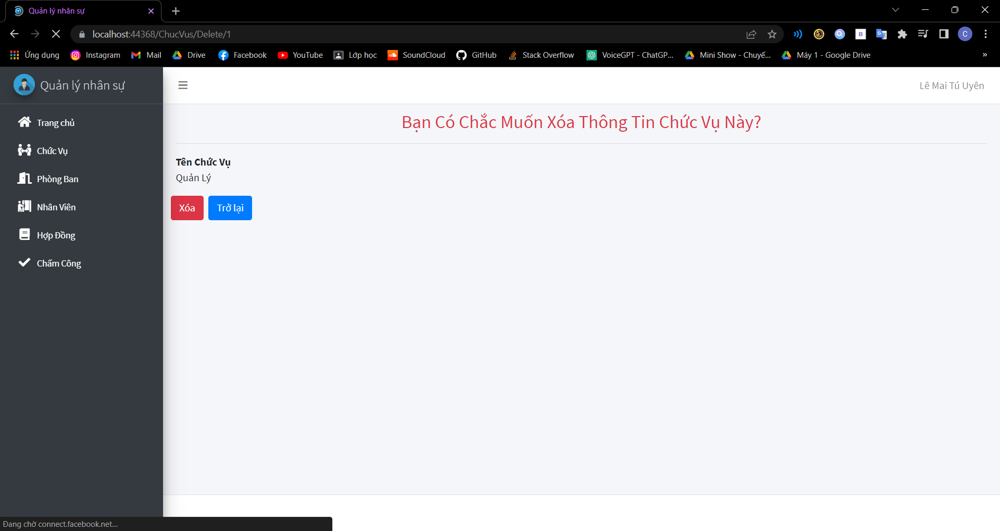 Quản lý nhân sự
localhost:44368/ChucVus/Delete/1
C
Ứng dụng Instagram Mail Drive Facebook YouTube Lớp học SoundCloud GitHub Stack Overflow VoiceGPT - ChatGP... Mini Show - Chuyế... Máy 1 - Google Drive »
Quản lý nhân sự
Lê Mai Tú Uyên
Trang chủ
Chức Vụ
Phòng Ban
Nhân Viên
Hợp Đồng
Chấm Công
Bạn Có Chắc Muốn Xóa Thông Tin Chức Vụ Này?
Tên Chức Vụ
Quản Lý
Xóa Trở lại
Đang chờ connect.facebook.net...